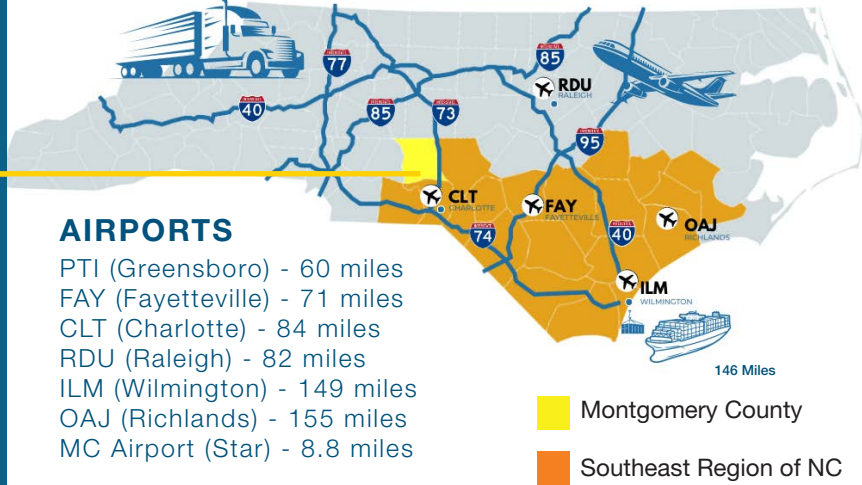 77
85
RDU
RALEIGH
40
85
73
95
CLT
CHARLOTTE
FAY
FAYETTEVILLE
74
40
OAJ
RICHLANDS
ILM
WILMINGTON
146 Miles
AIRPORTS
PTI (Greensboro) - 60 miles
FAY (Fayetteville) - 71 miles
CLT (Charlotte) - 84 miles
RDU (Raleigh) - 82 miles
ILM (Wilmington) - 149 miles
OAJ (Richlands) - 155 miles
MC Airport (Star) - 8.8 miles
Montgomery County
Southeast Region of NC